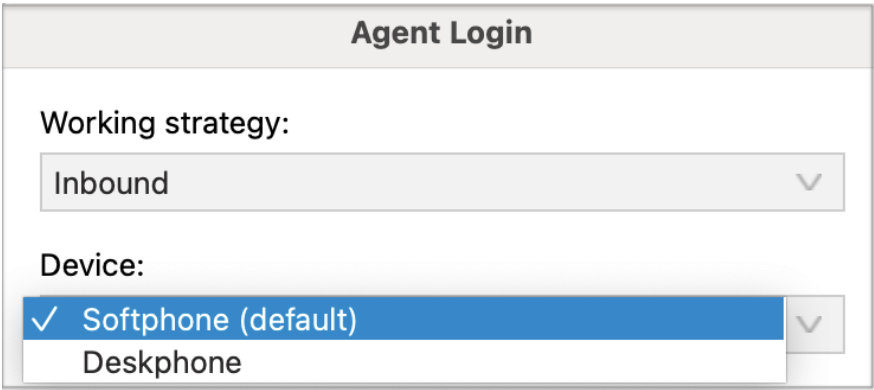 Agent Login
Working strategy:
Inbound
Device:
Softphone (default)
Deskphone